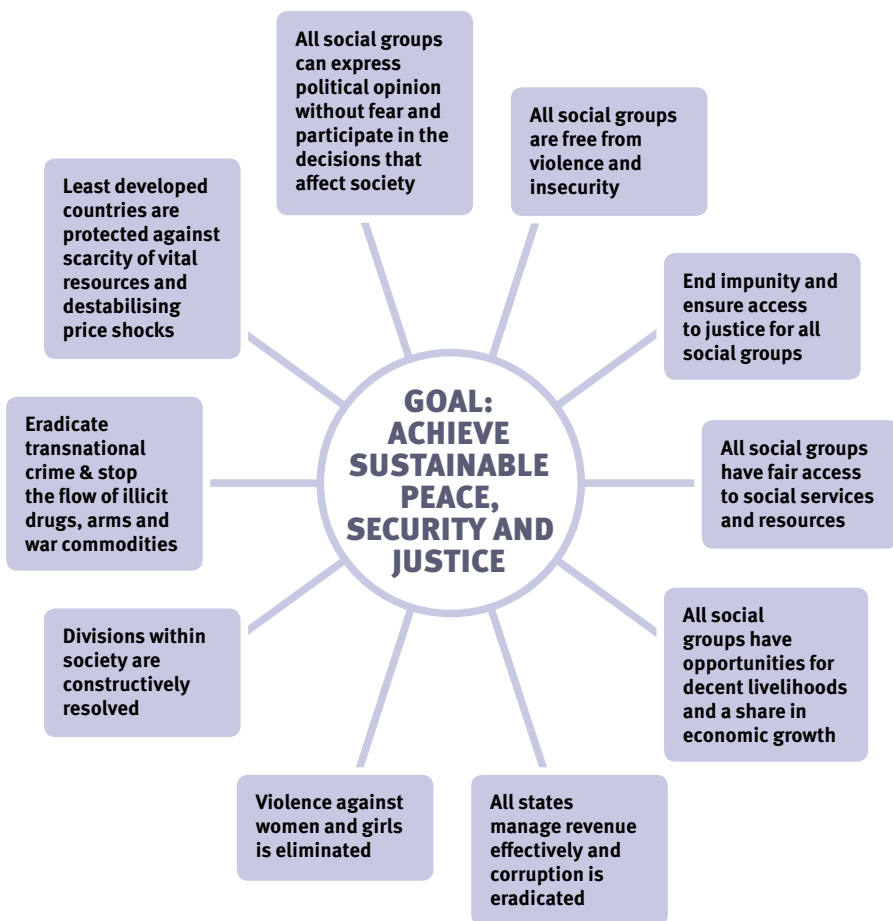 All social groups
can express
political opinion
without fear and
participate in the
decisions that
affect society
All social groups
are free from
violence and
insecurity
Least developed
countries are
protected against
scarcity of vital
resources and
destabilising
price shocks
End impunity and
ensure access
to justice for all
social groups
GOAL:
ACHIEVE
SUSTAINABLE
PEACE,
SECURITY AND
JUSTICE
Eradicate
transnational
crime & stop
the flow of illicit
drugs, arms and
war commodities
All social groups
have fair access
to social services
and resources
Divisions within
society are
constructively
resolved
All social
groups have
opportunities for
decent livelihoods
and a share in
economic growth
Violence against
women and girls
is eliminated
All states
manage revenue
effectively and
corruption is
eradicated